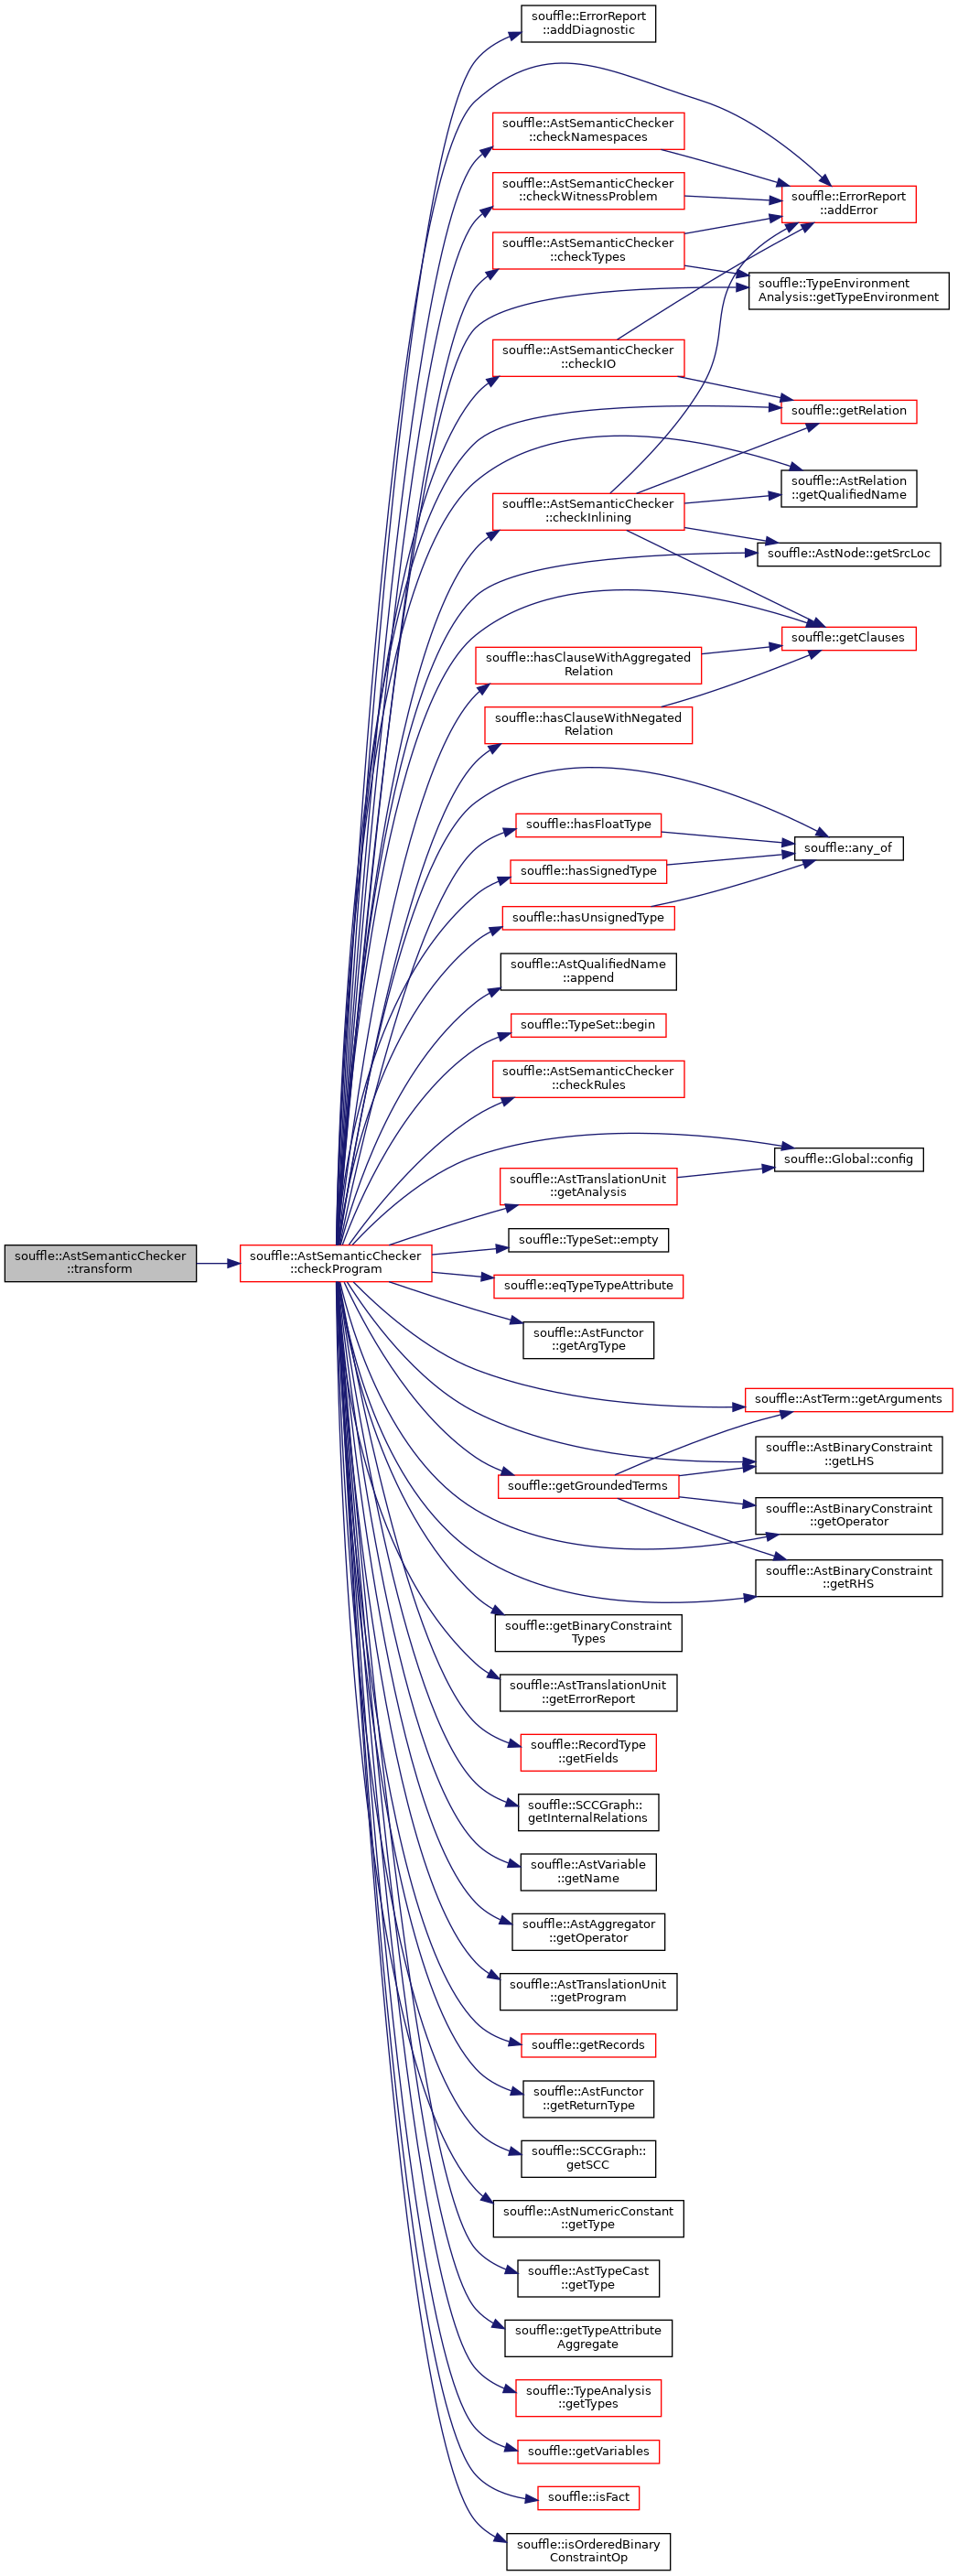 souffle::ErrorReport
::addDiagnostic
souffle::AstSemanticChecker
::checkNamespaces
souffle::AstSemanticChecker
::checkWitnessProblem
souffle::ErrorReport
::addError
souffle::AstSemanticChecker
::checkTypes
souffle::TypeEnvironment
Analysis::getTypeEnvironment
souffle::AstSemanticChecker
::checkIO
souffle::getRelation
souffle::AstRelation
::getQualifiedName
souffle::AstSemanticChecker
::checkInlining
souffle::AstNode::getSrcLoc
souffle::getClauses
souffle::hasClauseWithAggregated
Relation
souffle::hasClauseWithNegated
Relation
souffle::hasFloatType
souffle::any_of
souffle::hasSignedType
souffle::hasUnsignedType
souffle::AstQualifiedName
::append
souffle::TypeSet::begin
souffle::AstSemanticChecker
::checkRules
souffle::Global::config
souffle::AstTranslationUnit
::getAnalysis
souffle::TypeSet::empty
souffle::AstSemanticChecker
::transform
souffle::AstSemanticChecker
::checkProgram
souffle::eqTypeTypeAttribute
souffle::AstFunctor
::getArgType
souffle::AstTerm::getArguments
souffle::AstBinaryConstraint
::getLHS
souffle::getGroundedTerms
souffle::AstBinaryConstraint
::getOperator
souffle::AstBinaryConstraint
::getRHS
souffle::getBinaryConstraint
Types
souffle::AstTranslationUnit
::getErrorReport
souffle::RecordType
::getFields
souffle::SCCGraph::
getInternalRelations
souffle::AstVariable
::getName
souffle::AstAggregator
::getOperator
souffle::AstTranslationUnit
::getProgram
souffle::getRecords
souffle::AstFunctor
::getReturnType
souffle::SCCGraph::
getSCC
souffle::AstNumericConstant
::getType
souffle::AstTypeCast
::getType
souffle::getTypeAttribute
Aggregate
souffle::TypeAnalysis
::getTypes
souffle::getVariables
souffle::isFact
souffle::isOrderedBinary
ConstraintOp